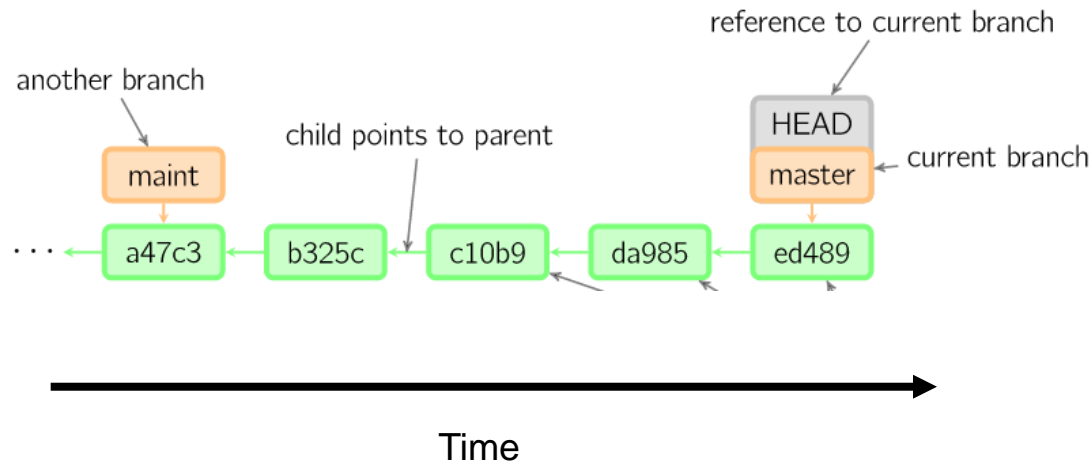 reference to current branch
another branch
HEAD
child points to parent
current branch
maint
master
... a47c3 b325c c10b9 da985 ed489
Time